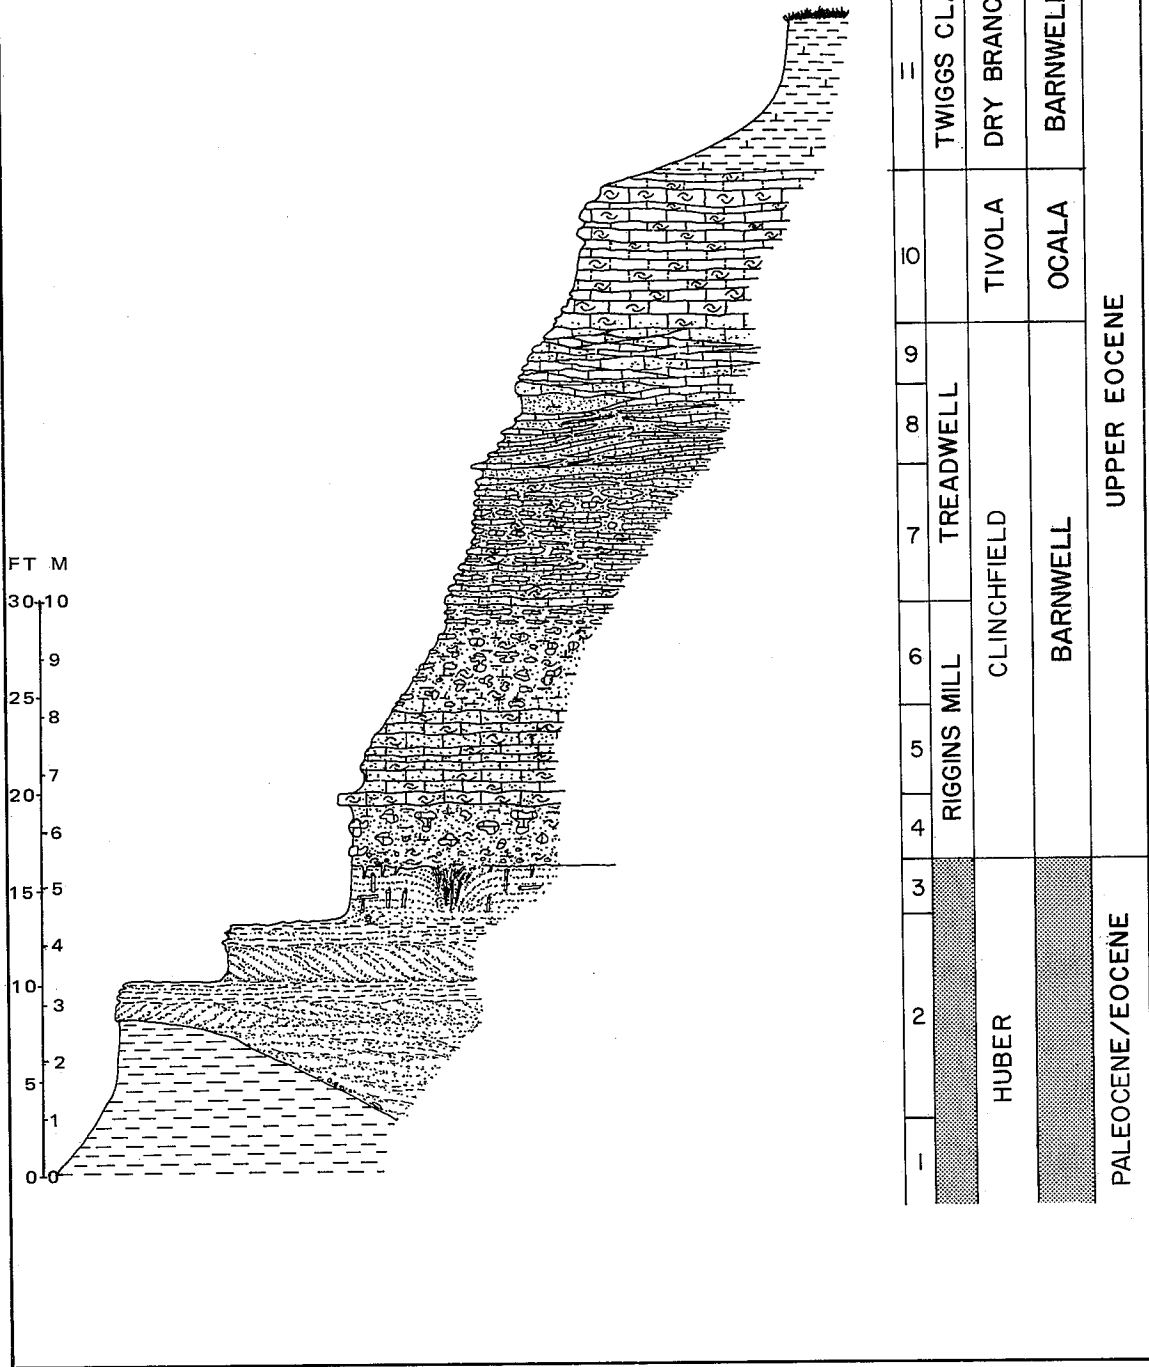 11
TWIGGS CLA
DRY BRANC
BARNWELL
10
TIVOLA
OCALA
UPPER EOCENE
9
8
7
TREADWELL
CLINCHFIELD
BARNWELL
6
5
4
RIGGINS MILL
3
2
1
HUBER
PALEOCENE/EOCENE
FT M
30 10
9
25
8
7
20
6
15 5
4
10
3
2
5
1
0 0